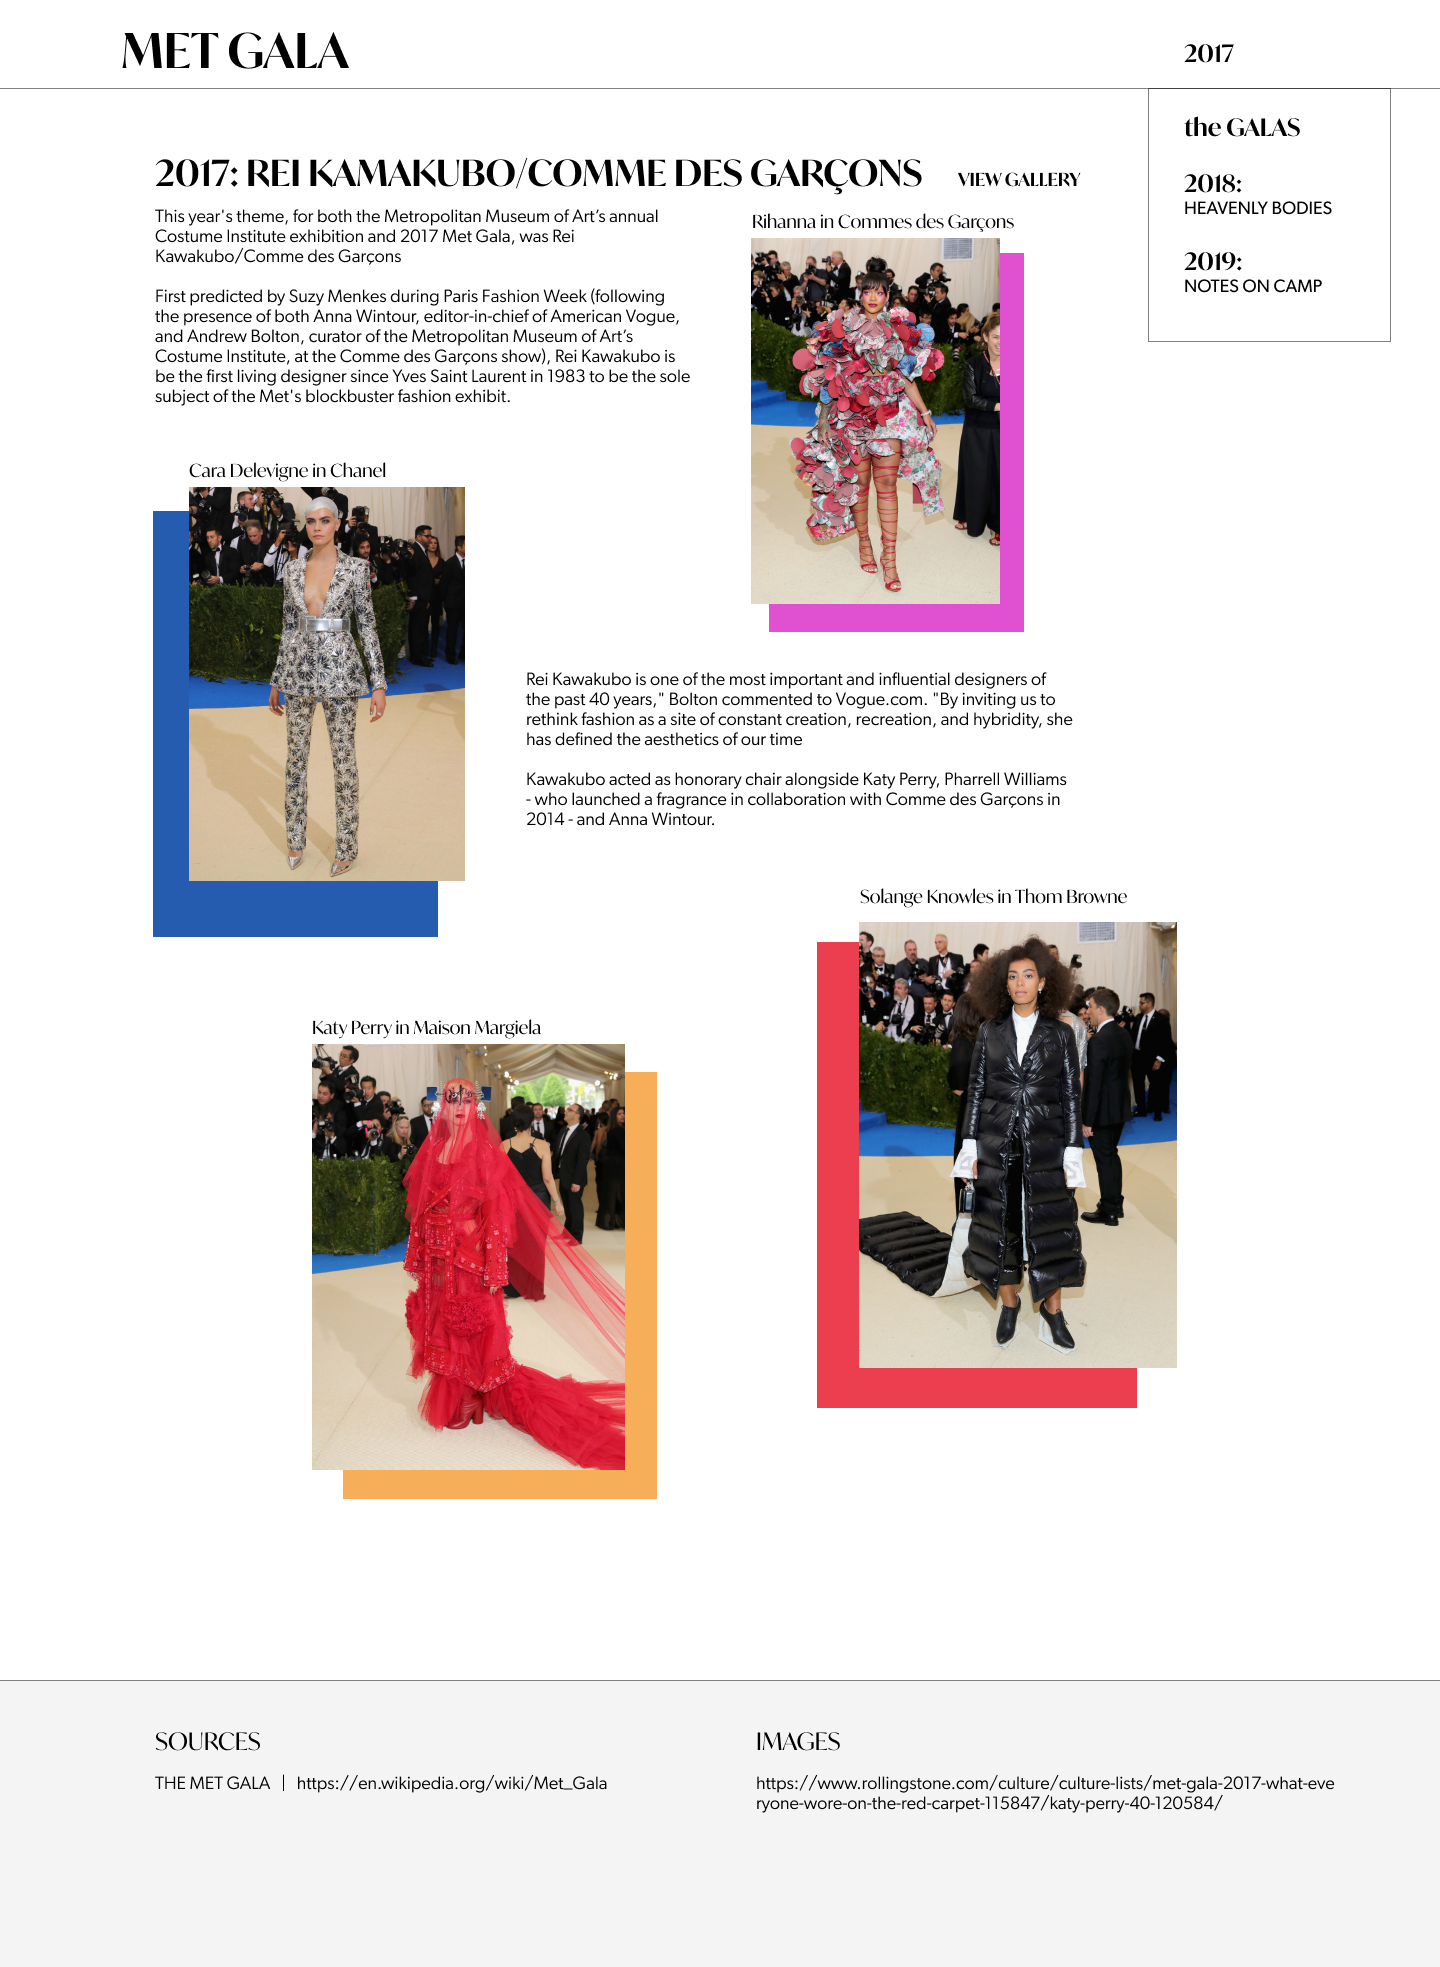 MET GALA
2017
the GALAS
2018:
HEAVENLY BODIES
2019:
NOTES ON CAMP
2017: REI KAMAKUBO/COMME DES GARÇONS
VIEW GALLERY
This year's theme, for both the Metropolitan Museum of Art’s annual
Costume Institute exhibition and 2017 Met Gala, was Rei
Kawakubo/Comme des Garçons
First predicted by Suzy Menkes during Paris Fashion Week (following
the presence of both Anna Wintour, editor-in-chief of American Vogue,
and Andrew Bolton, curator of the Metropolitan Museum of Art’s
Costume Institute, at the Comme des Garçons show), Rei Kawakubo is
be the first living designer since Yves Saint Laurent in 1983 to be the sole
subject of the Met's blockbuster fashion exhibit.
Rihanna in Commes des Garçons
Cara Delevigne in Chanel
Rei Kawakubo is one of the most important and influential designers of
the past 40 years," Bolton commented to Vogue.com. "By inviting us to
rethink fashion as a site of constant creation, recreation, and hybridity, she
has defined the aesthetics of our time
Kawakubo acted as honorary chair alongside Katy Perry, Pharrell Williams
- who launched a fragrance in collaboration with Comme des Garçons in
2014 - and Anna Wintour.
Solange Knowles in Thom Browne
Katy Perry in Maison Margiela
SOURCES
THE MET GALA | https://en.wikipedia.org/wiki/Met_Gala
IMAGES
https://www.rollingstone.com/culture/culture-lists/met-gala-2017-what-eve
ryone-wore-on-the-red-carpet-115847/katy-perry-40-120584/